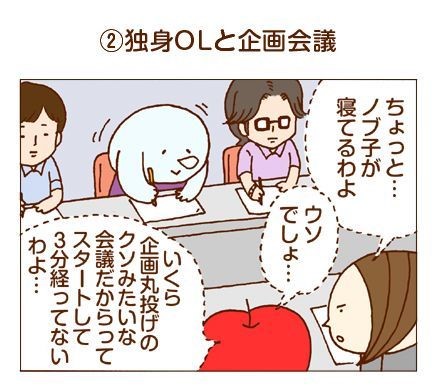 ②独身OLと企画会議
ちょっと…
ノブ子が
寝てるわよ
ウソ
でしょ…
いくら
企画丸投げの
クソみたいな
会議だからって
スタートして
3分経ってない
わよ…